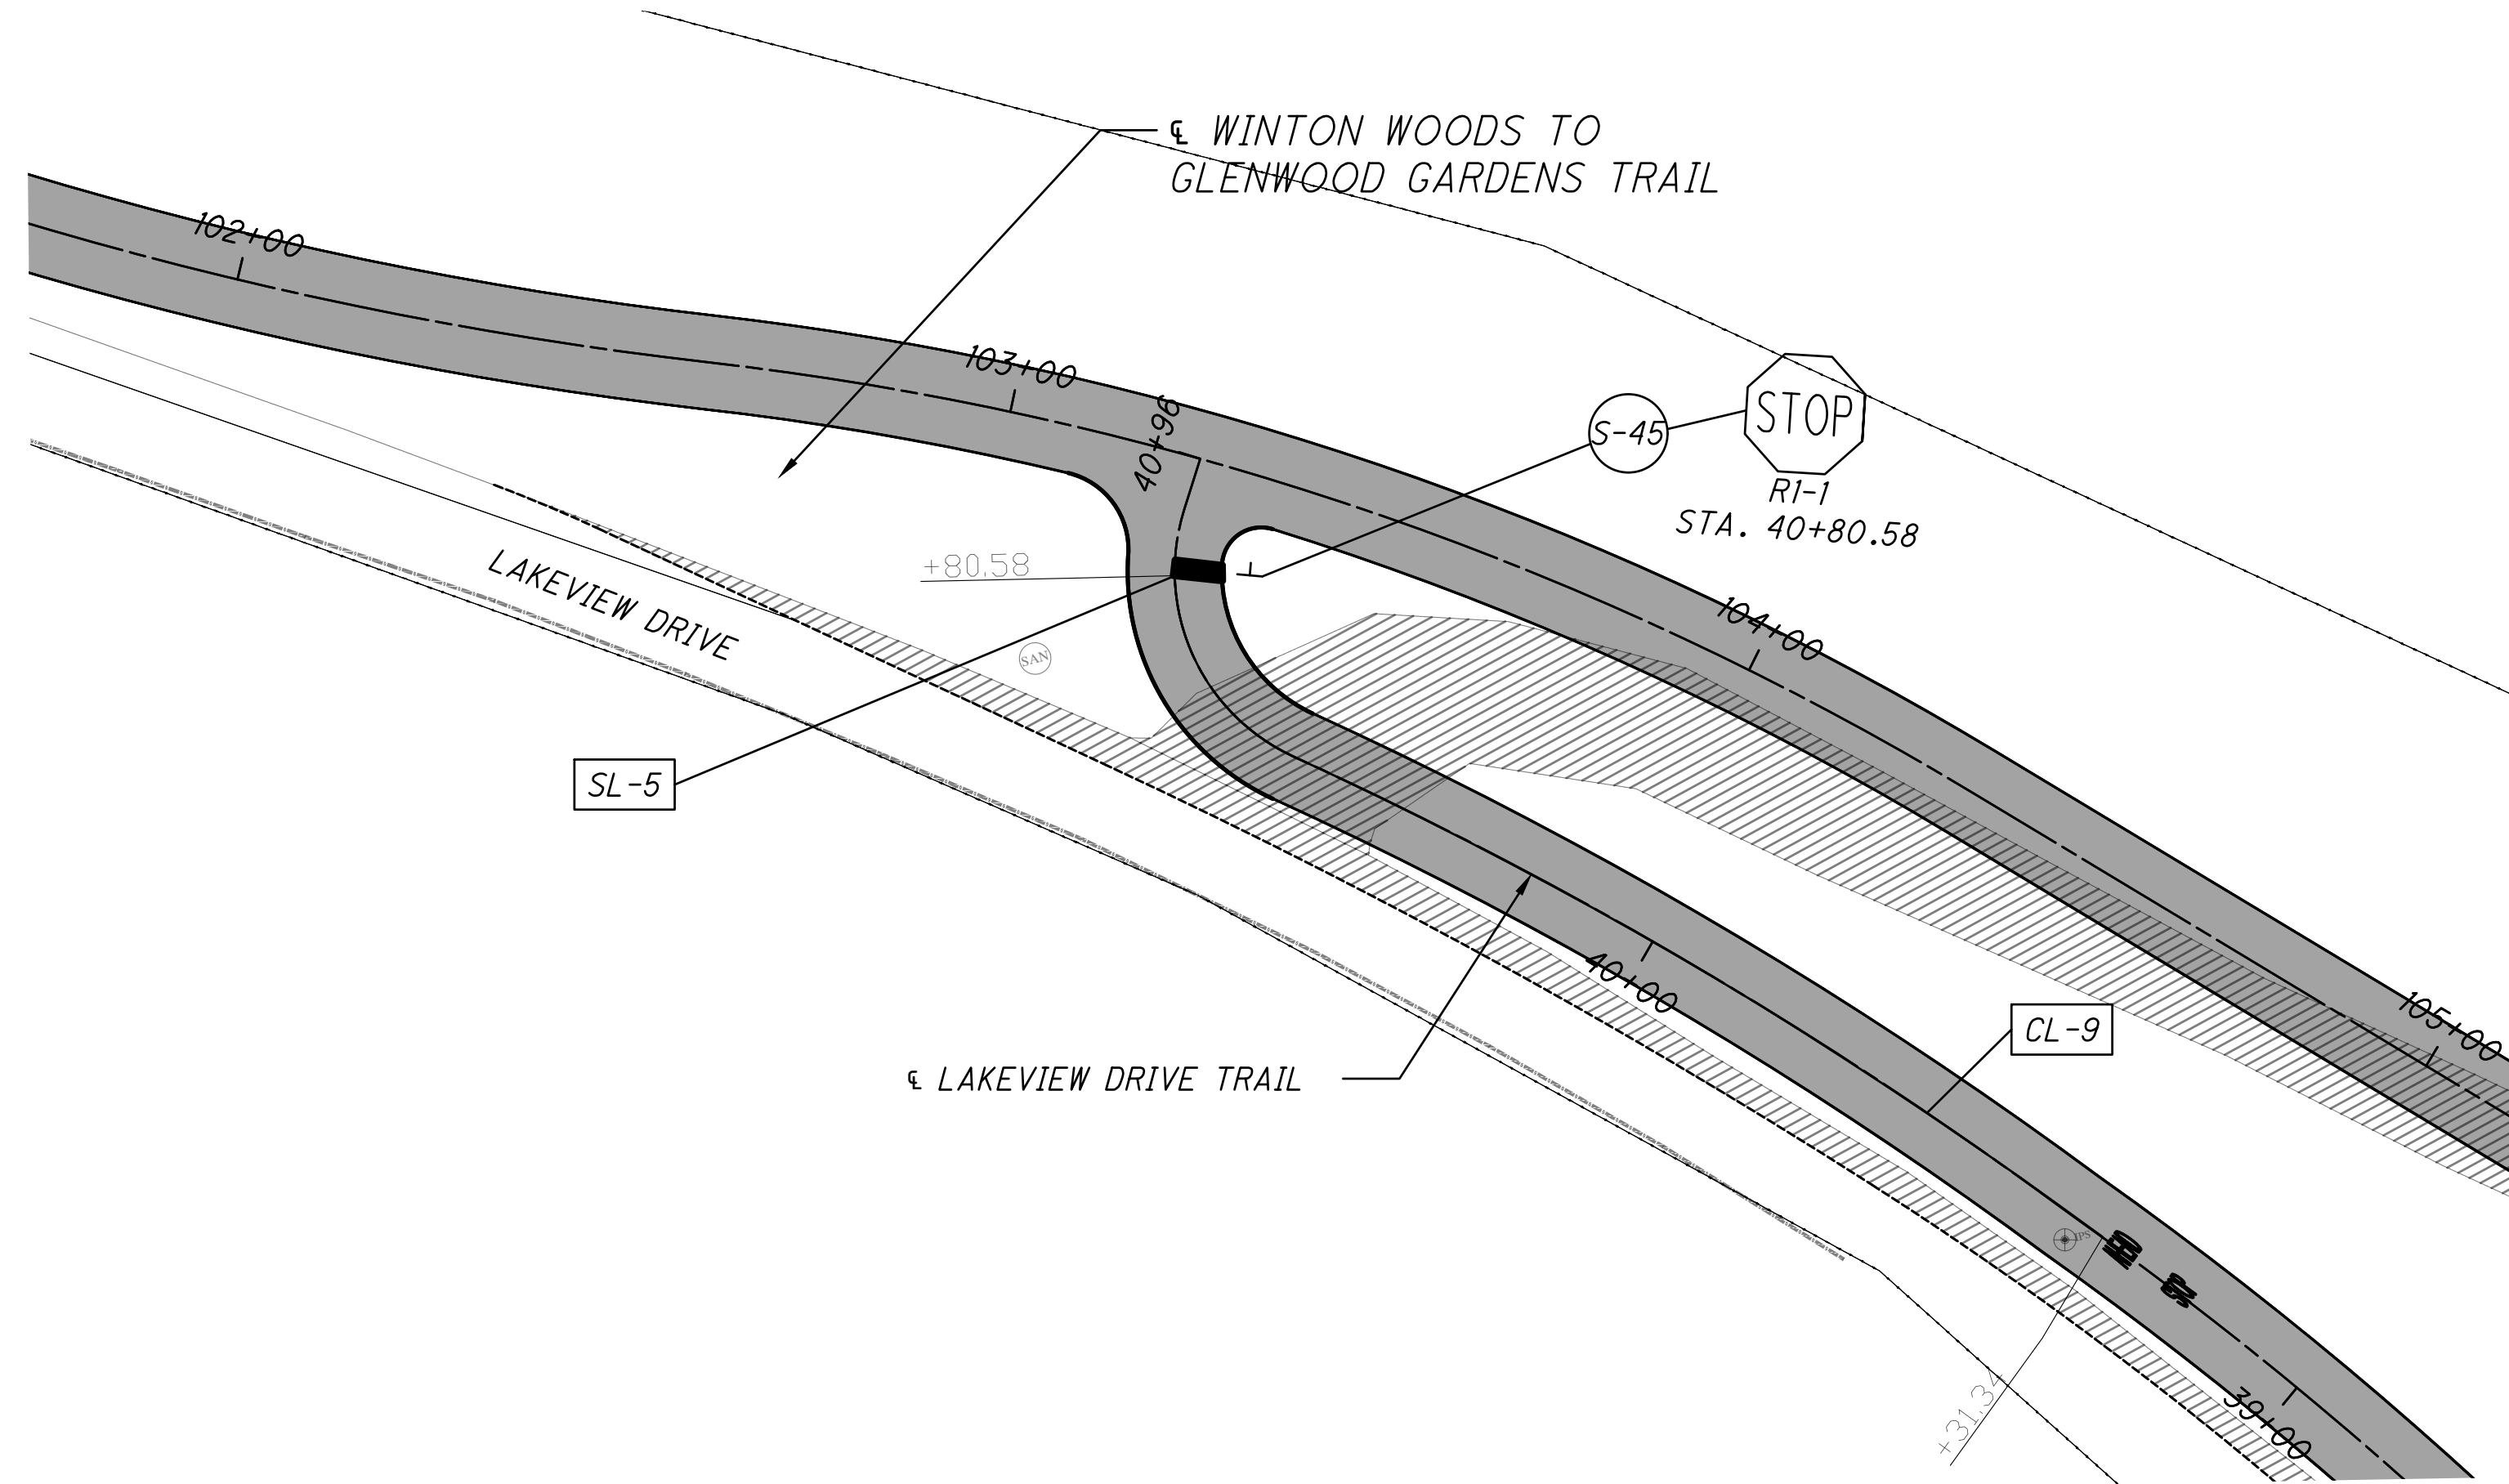 ℄ WINTON WOODS TO
GLENWOOD GARDENS TRAIL
102+00
103+00
40+96
S-45
STOP
R1-1
STA. 40+80.58
+80.58
LAKEVIEW DRIVE
SAN
104+00
SL-5
40+00
105+00
CL-9
℄ LAKEVIEW DRIVE TRAIL
IPS
+31.34
39+00